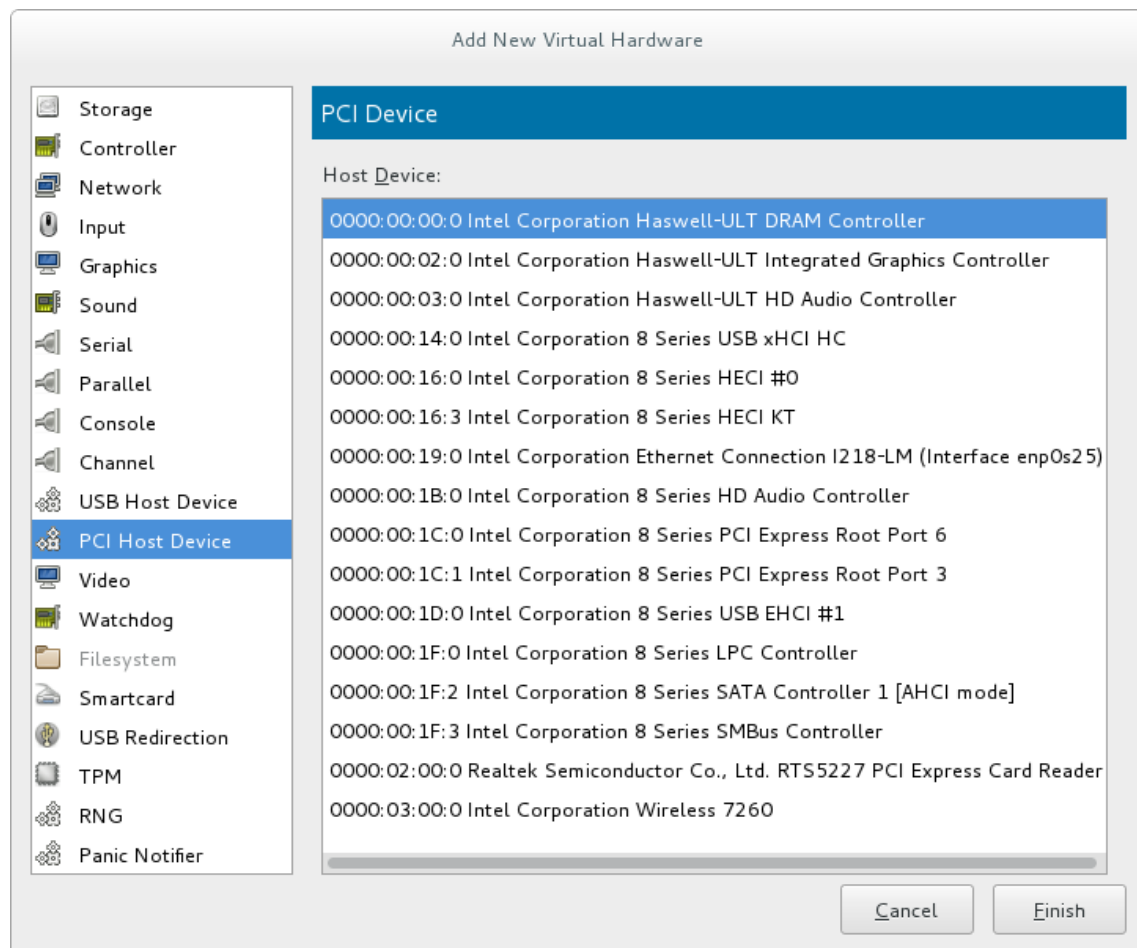 Add New Virtual Hardware
Storage
Controller
Network
Input
Graphics
Sound
Serial
Parallel
Console
Channel
USB Host Device
PCI Host Device
Video
Watchdog
Filesystem
Smartcard
USB Redirection
TPM
RNG
Panic Notifier
PCI Device
Host Device:
0000:00:00:0 Intel Corporation Haswell-ULT DRAM Controller
0000:00:02:0 Intel Corporation Haswell-ULT Integrated Graphics Controller
0000:00:03:0 Intel Corporation Haswell-ULT HD Audio Controller
0000:00:14:0 Intel Corporation 8 Series USB xHCI HC
0000:00:16:0 Intel Corporation 8 Series HECI #0
0000:00:16:3 Intel Corporation 8 Series HECI KT
0000:00:19:0 Intel Corporation Ethernet Connection I218-LM (Interface enp0s25)
0000:00:1B:0 Intel Corporation 8 Series HD Audio Controller
0000:00:1C:0 Intel Corporation 8 Series PCI Express Root Port 6
0000:00:1C:1 Intel Corporation 8 Series PCI Express Root Port 3
0000:00:1D:0 Intel Corporation 8 Series USB EHCI #1
0000:00:1F:0 Intel Corporation 8 Series LPC Controller
0000:00:1F:2 Intel Corporation 8 Series SATA Controller 1 [AHCI mode]
0000:00:1F:3 Intel Corporation 8 Series SMBus Controller
0000:02:00:0 Realtek Semiconductor Co., Ltd. RTS5227 PCI Express Card Reader
0000:03:00:0 Intel Corporation Wireless 7260
Cancel
Finish